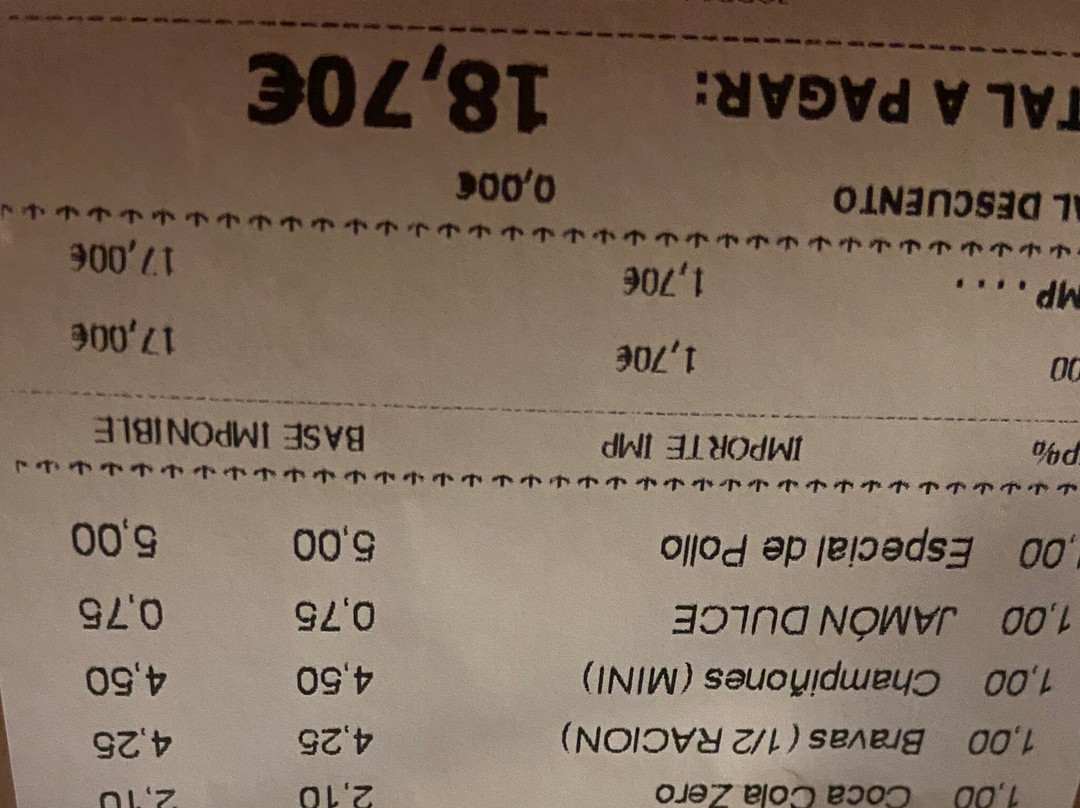 1,00 Coca Cola Zero 2,10 2,10
1,00 Bravas (1/2 RACION) 4,25 4,25
1,00 Champiñones (MINI) 4,50 4,50
1,00 JAMÓN DULCE 0,75 0,75
,00 Especial de Pollo 5,00 5,00
p% IMPORTE IMP BASE IMPONIBLE
00 1,70€ 17,00€
MP .... 1,70€ 17,00€
AL DESCUENTO 0,00€
TAL A PAGAR: 18,70€